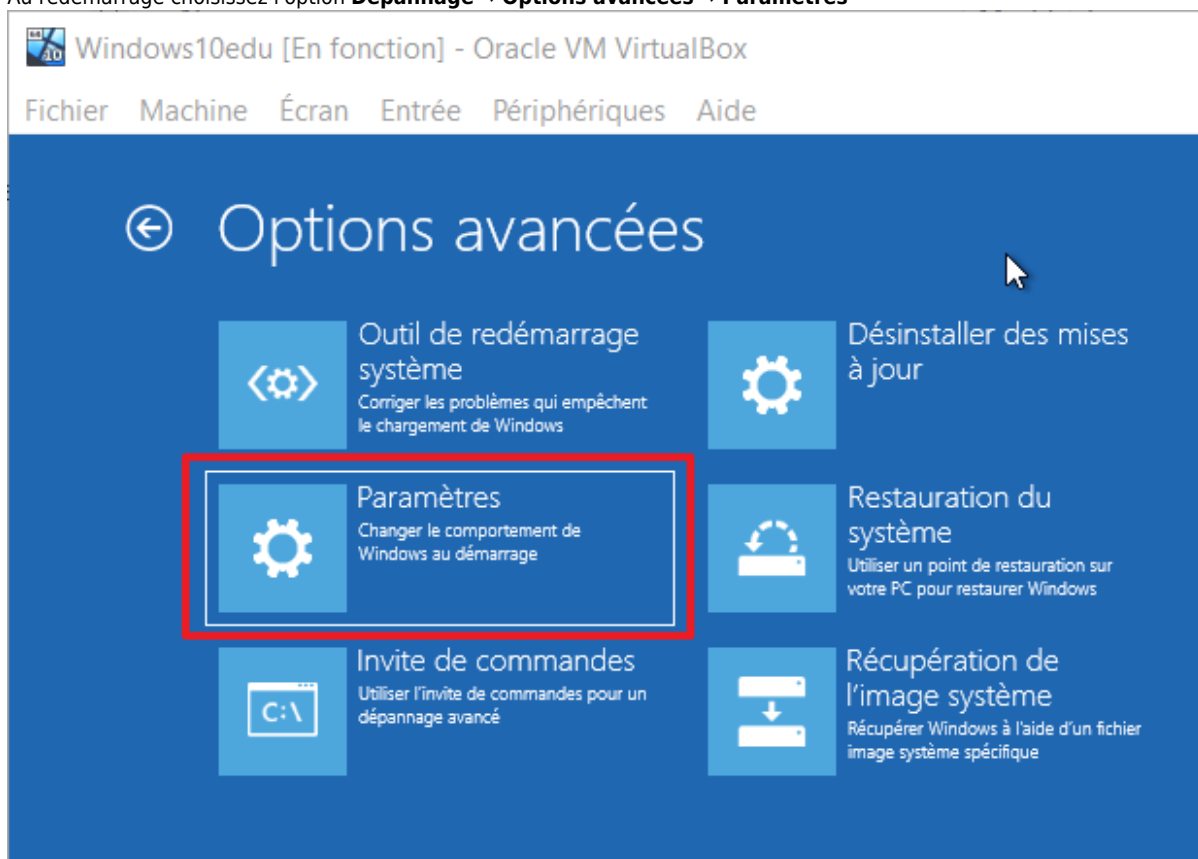 Au redémarrage choisissez l'option Dépannage → Options avancées → Paramètres
Windows10edu [En fonction] - Oracle VM VirtualBox
Fichier Machine Écran Entrée Périphériques Aide
Options avancées
Outil de redémarrage
système
Corriger les problèmes qui empêchent
le chargement de Windows
Désinstaller des mises
à jour
Paramètres
Changer le comportement de
Windows au démarrage
Restauration du
système
Utiliser un point de restauration sur
votre PC pour restaurer Windows
C:\
Invite de commandes
Utiliser l'invite de commandes pour un
dépannage avancé
Récupération de
l'image système
Récupérer Windows à l'aide d'un fichier
image système spécifique